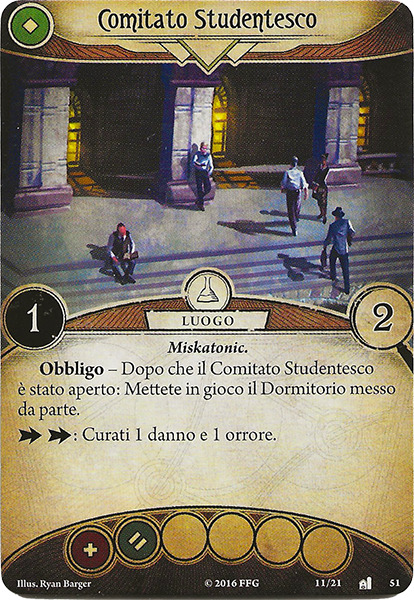 Comitato Studentesco
1
LUOGO
2
Miskatonic.
Obbligo – Dopo che il Comitato Studentesco
è stato aperto: Mettete in gioco il Dormitorio messo
da parte.
: Curati 1 danno e 1 orrore.
Illus. Ryan Barger
© 2016 FFG
11/21
51